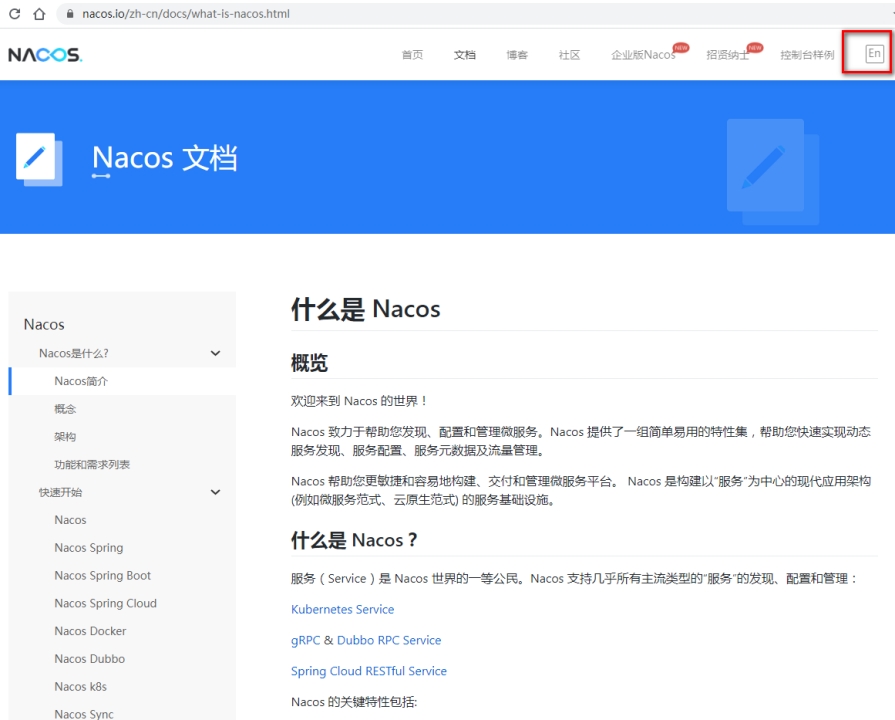 nacos.io/zh-cn/docs/what-is-nacos.html
NACOS.
首页 文档 博客 社区 企业版Nacos NEW 招贤纳士 NEW 控制台样例 En
Nacos 文档
Nacos
Nacos是什么?
Nacos简介
概念
架构
功能和需求列表
快速开始
Nacos
Nacos Spring
Nacos Spring Boot
Nacos Spring Cloud
Nacos Docker
Nacos Dubbo
Nacos k8s
Nacos Sync
什么是 Nacos
概览
欢迎来到 Nacos 的世界！
Nacos 致力于帮助您发现、配置和管理微服务。Nacos 提供了一组简单易用的特性集，帮助您快速实现动态
服务发现、服务配置、服务元数据及流量管理。
Nacos 帮助您更敏捷和容易地构建、交付和管理微服务平台。 Nacos 是构建以“服务”为中心的现代应用架构
(例如微服务范式、云原生范式) 的服务基础设施。
什么是 Nacos？
服务（Service）是 Nacos 世界的一等公民。Nacos 支持几乎所有主流类型的“服务”的发现、配置和管理：
Kubernetes Service
gRPC & Dubbo RPC Service
Spring Cloud RESTful Service
Nacos 的关键特性包括: